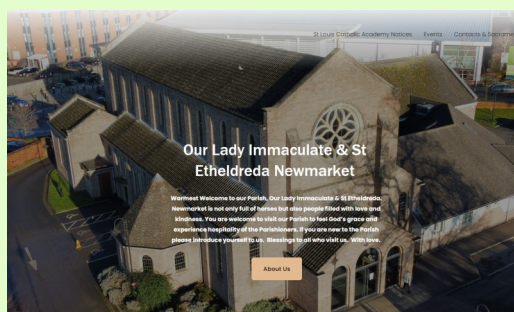 St Louis Catholic Academy Notices Events Contacts & Sacrame
Our Lady Immaculate & St
Etheldreda Newmarket
Warmest Welcome to our Parish, Our Lady Immaculate & St Etheldreda.
Newmarket is not only full of horses but also people filled with love and
kindness. You are welcome to visit our Parish to feel God's grace and
experience hospitality of the Parishioners. If you are new to the Parish
please introduce yourself to us. Blessings to all who visit us. With love.
About Us